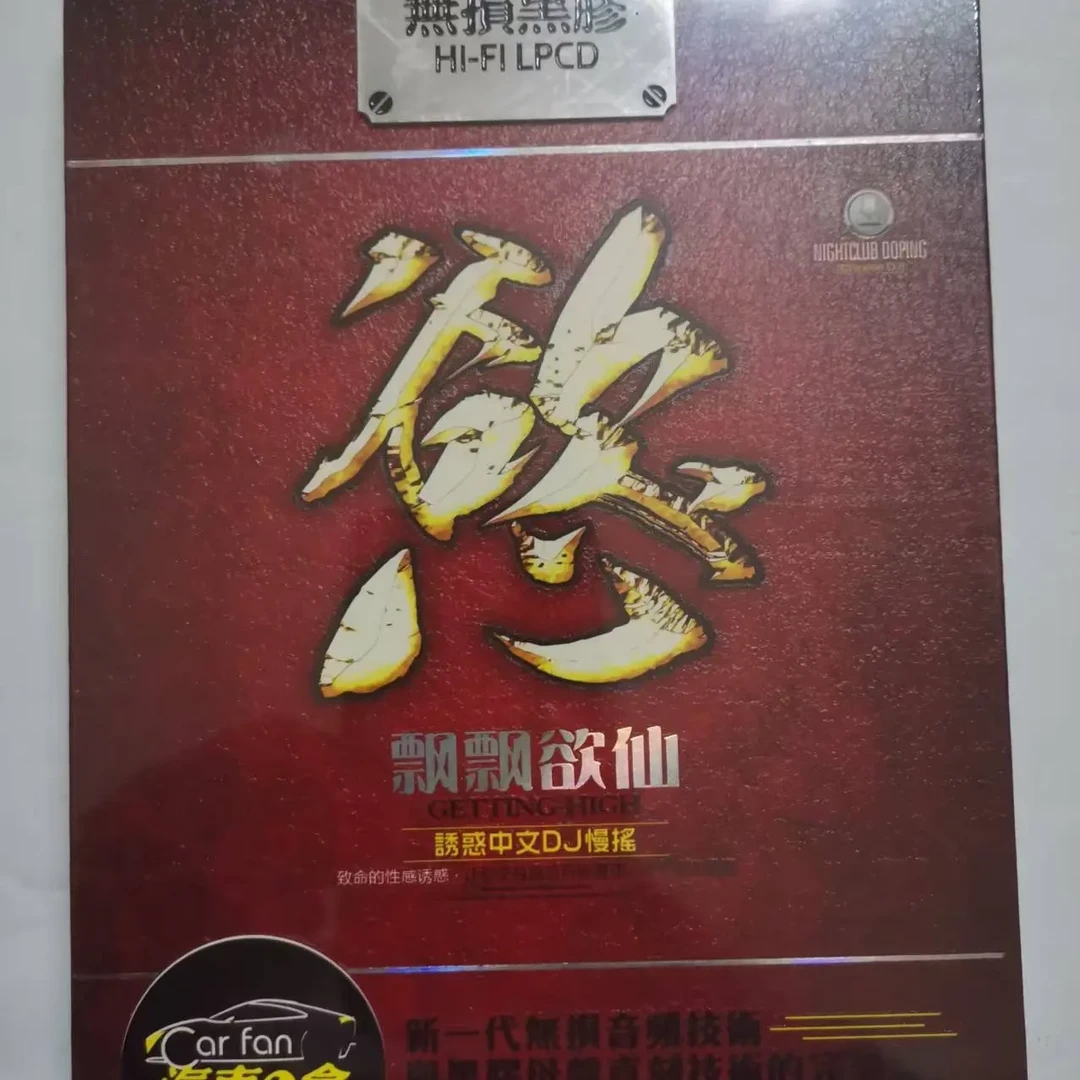 無損黑膠
HI-FI LPCD
NIGHTCLUB DOPING
慾
飘飘欲仙
GETTING HIGH
誘惑中文DJ慢搖
致命的性感诱惑，
Car fan
新一代無損音頻技術